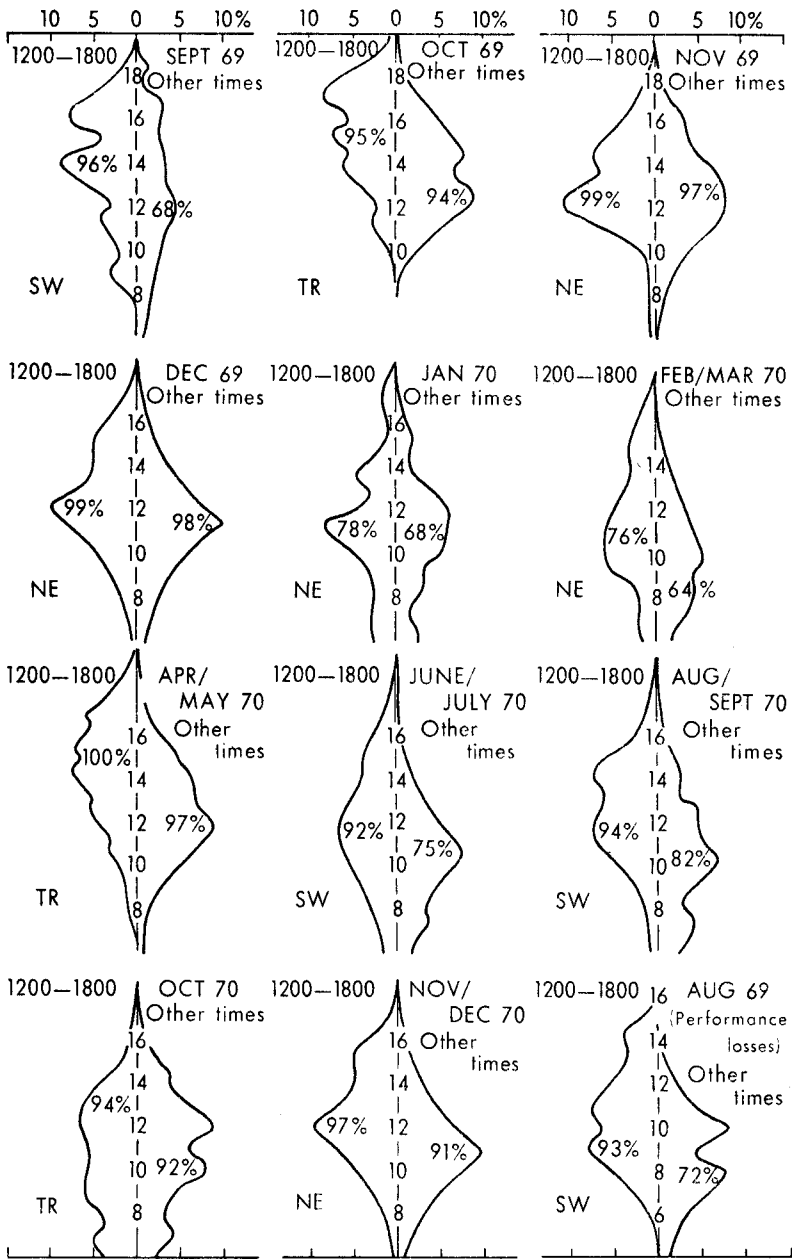 10 5 0 5 10%
1200–1800 SEPT 69
Other times
18
16
14
12
10
8
96%
68%
SW
10 5 0 5 10%
1200–1800 OCT 69
Other times
18
16
14
12
10
95%
94%
TR
10 5 0 5 10%
1200–1800 NOV 69
Other times
18
16
14
12
10
8
99%
97%
NE
1200–1800 DEC 69
Other times
16
14
12
10
8
99%
98%
NE
1200–1800 JAN 70
Other times
16
14
12
10
8
78%
68%
NE
1200–1800 FEB/MAR 70
Other times
14
12
10
8
76%
64%
NE
1200–1800 APR/
MAY 70
Other
times
16
14
12
10
8
100%
97%
TR
1200–1800 JUNE/
JULY 70
Other
times
16
14
12
10
8
92%
75%
SW
1200–1800 AUG/
SEPT 70
Other
times
16
14
12
10
8
94%
82%
SW
1200–1800 OCT 70
Other times
16
14
12
10
8
94%
92%
TR
1200–1800 NOV/
DEC 70
Other
times
16
14
12
10
8
97%
91%
NE
1200–1800 AUG 69
(Performance
losses)
Other
times
16
14
12
10
8
6
93%
72%
SW